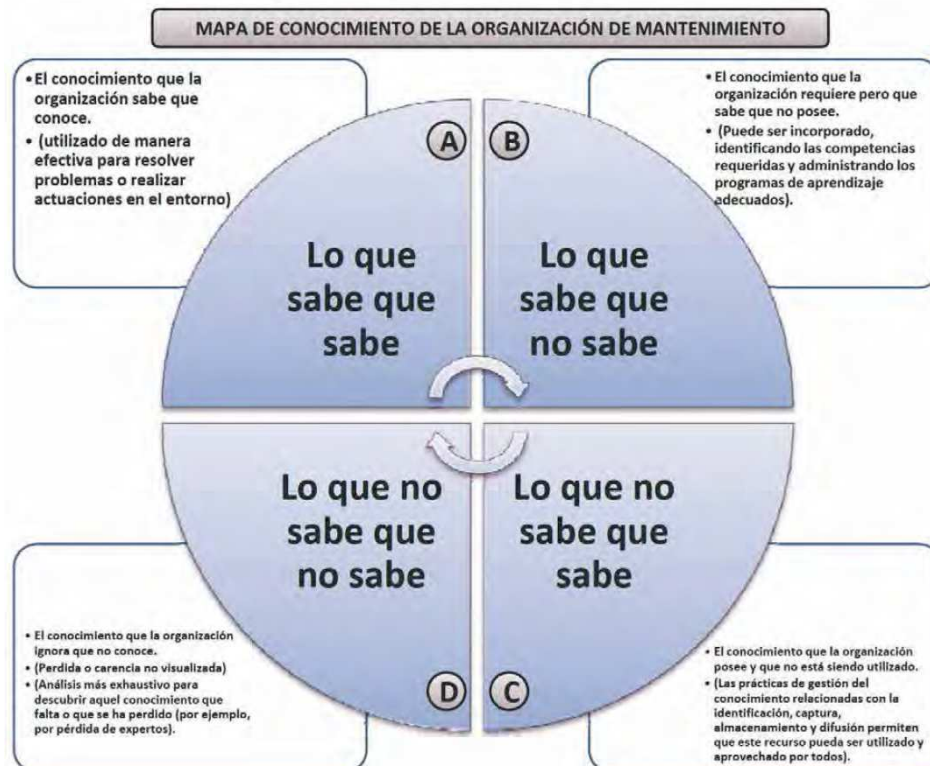 MAPA DE CONOCIMIENTO DE LA ORGANIZACIÓN DE MANTENIMIENTO
•El conocimiento que la
organización sabe que
conoce.
• (utilizado de manera
efectiva para resolver
problemas o realizar
actuaciones en el entorno)
A
Lo que
sabe que
sabe
• El conocimiento que la
organización requiere pero que
sabe que no posee.
• (Puede ser incorporado,
identificando las competencias
requeridas y administrando los
programas de aprendizaje
adecuados).
B
Lo que
sabe que
no sabe
Lo que no
sabe que
no sabe
D
• El conocimiento que la organización
ignora que no conoce.
• (Perdida o carencia no visualizada)
• (Análisis más exhaustivo para
descubrir aquel conocimiento que
falta o que se ha perdido (por ejemplo,
por pérdida de expertos).
Lo que no
sabe que
sabe
C
• El conocimiento que la organización
posee y que no está siendo utilizado.
• (Las prácticas de gestión del
conocimiento relacionadas con la
identificación, captura,
almacenamiento y difusión permiten
que este recurso pueda ser utilizado y
aprovechado por todos).